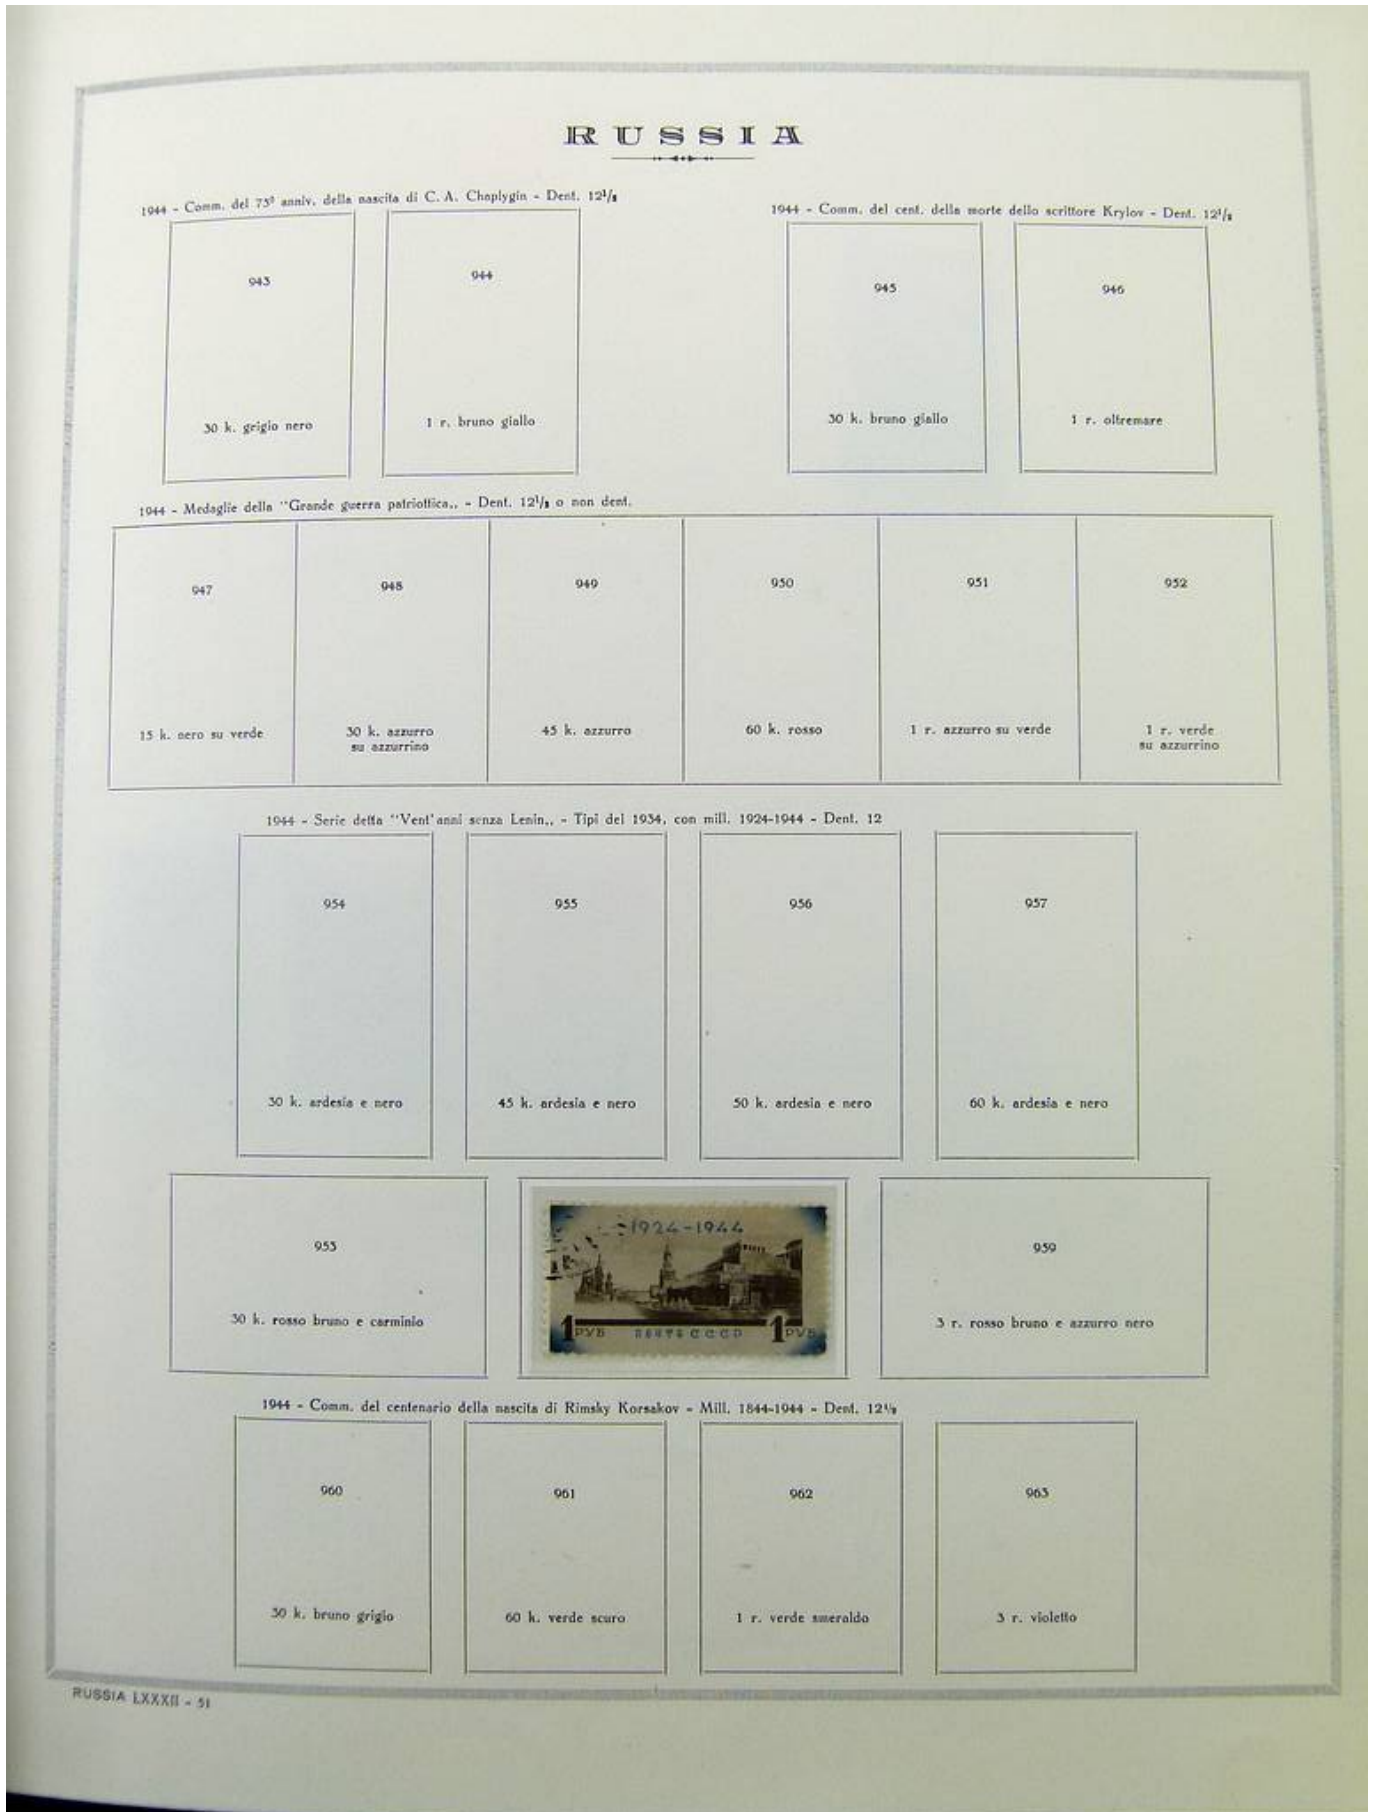 RUSSIA
1944 - Comm. del 75º anniv. della nascita di C. A. Chaplygin - Dent. 12¹/₂
1944 - Comm. del cent. della morte dello scrittore Krylov - Dent. 12¹/₂
943
944
945
946
30 k. grigio nero
1 r. bruno giallo
30 k. bruno giallo
1 r. oltremare
1944 - Medaglie della "Grande guerra patriottica,, - Dent. 12¹/₂ o non dent.
947
948
949
950
951
952
15 k. nero su verde
30 k. azzurro
su azzurrino
45 k. azzurro
60 k. rosso
1 r. azzurro su verde
1 r. verde
su azzurrino
1944 - Serie detta "Vent'anni senza Lenin,, - Tipi del 1934, con mill. 1924-1944 - Dent. 12
954
955
956
957
30 k. ardesia e nero
45 k. ardesia e nero
50 k. ardesia e nero
60 k. ardesia e nero
953
30 k. rosso bruno e carminio
1924-1944
1 РУБ ПОЧТА СССР 1 РУБ
959
3 r. rosso bruno e azzurro nero
1944 - Comm. del centenario della nascita di Rimsky Korsakov - Mill. 1844-1944 - Dent. 12¹/₂
960
961
962
963
30 k. bruno grigio
60 k. verde scuro
1 r. verde smeraldo
3 r. violetto
RUSSIA LXXXII - 51